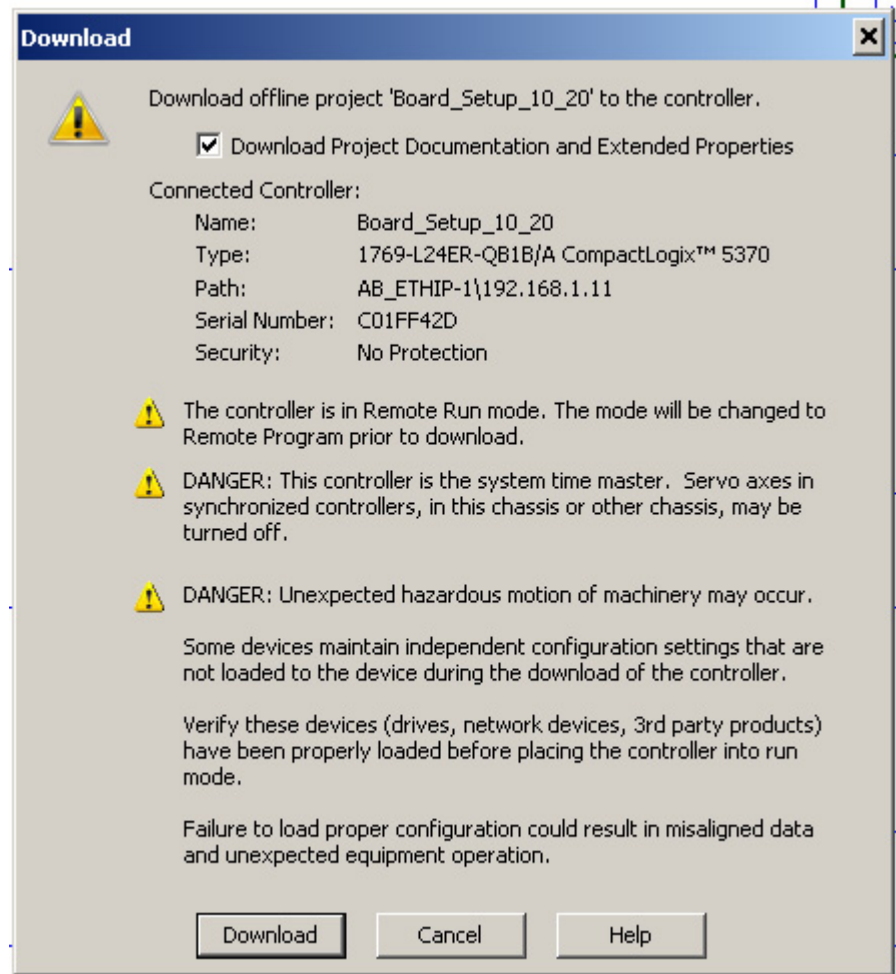 Download
Download offline project 'Board_Setup_10_20' to the controller.
Download Project Documentation and Extended Properties
Connected Controller:
Name: Board_Setup_10_20
Type: 1769-L24ER-QB1B/A CompactLogix™ 5370
Path: AB_ETHIP-1\192.168.1.11
Serial Number: C01FF42D
Security: No Protection
The controller is in Remote Run mode. The mode will be changed to
Remote Program prior to download.
DANGER: This controller is the system time master. Servo axes in
synchronized controllers, in this chassis or other chassis, may be
turned off.
DANGER: Unexpected hazardous motion of machinery may occur.
Some devices maintain independent configuration settings that are
not loaded to the device during the download of the controller.
Verify these devices (drives, network devices, 3rd party products)
have been properly loaded before placing the controller into run
mode.
Failure to load proper configuration could result in misaligned data
and unexpected equipment operation.
Download Cancel Help